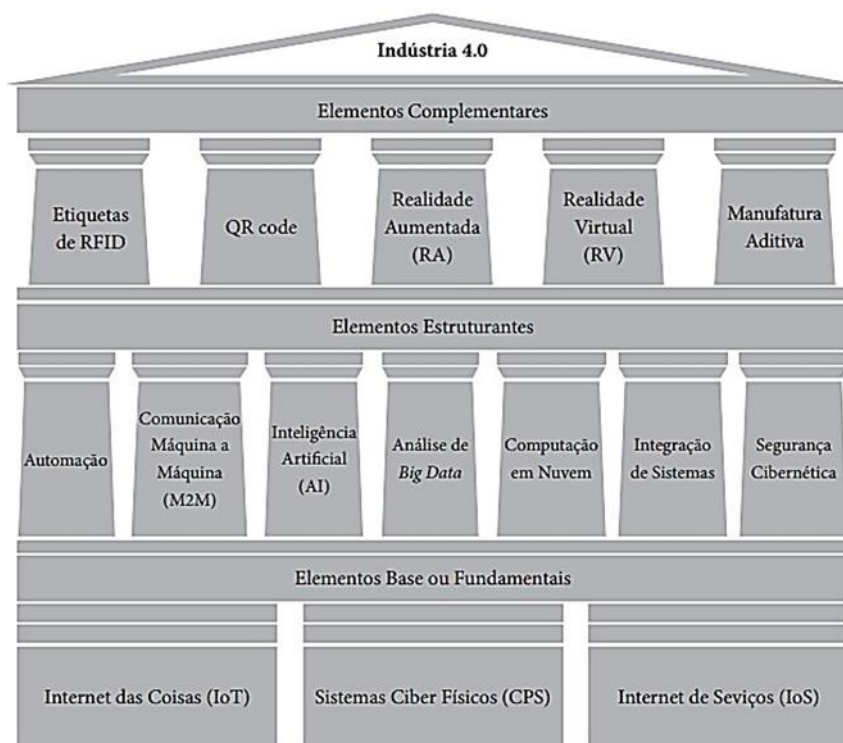 Indústria 4.0
Elementos Complementares
Etiquetas
de RFID
QR code
Realidade
Aumentada
(RA)
Realidade
Virtual
(RV)
Manufatura
Aditiva
Elementos Estruturantes
Automação
Comunicação
Máquina a
Máquina
(M2M)
Inteligência
Artificial
(AI)
Análise de
Big Data
Computação
em Nuvem
Integração
de Sistemas
Segurança
Cibernética
Elementos Base ou Fundamentais
Internet das Coisas (IoT)
Sistemas Ciber Físicos (CPS)
Internet de Seviços (IoS)